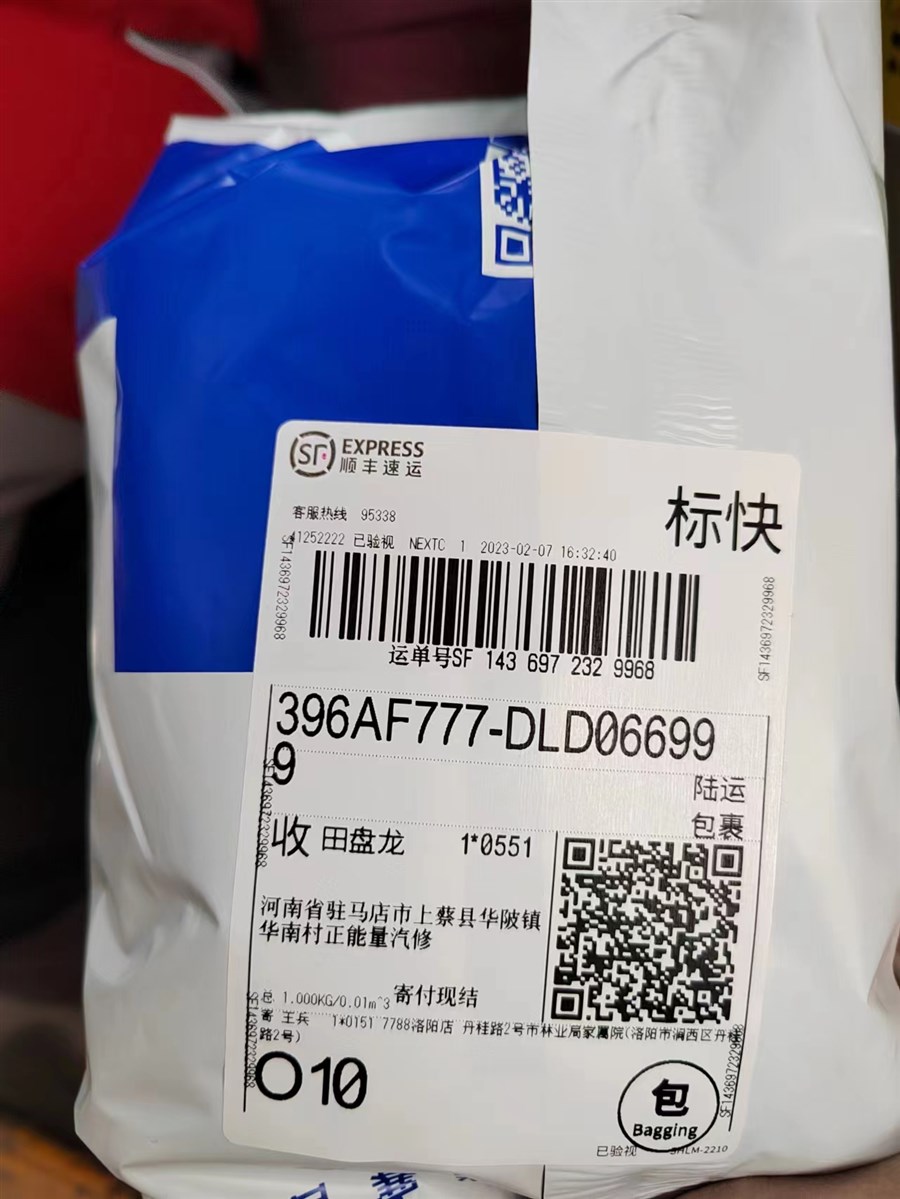 SF EXPRESS
顺丰速运
标快
客服热线 95338
41252222 已验视 NEXTC 1 2023-02-07 16:32:40
SF1436972329968
SF1436972329968
运单号SF 143 697 232 9968
396AF777-DLD06699
9
陆运
包裹
SF1436972329968
收 田盘龙 1*0551
河南省驻马店市上蔡县华陂镇
华南村正能量汽修
总 1.000KG/0.01m^3 寄付现结
寄 王兵 1*0151 7788洛阳店 丹桂路2号市林业局家属院(洛阳市涧西区丹桂
路2号)
SF1436972329968
SF1436972329968
O10
包
Bagging
已验视